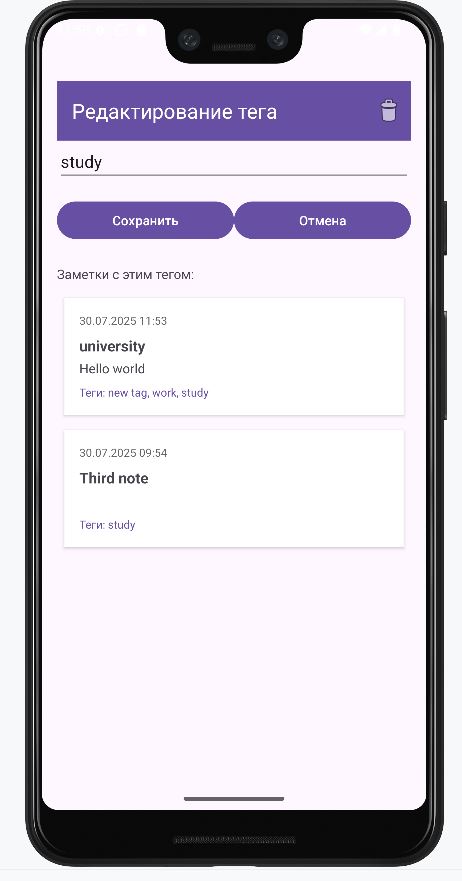 Редактирование тега
study
Сохранить Отмена
Заметки с этим тегом:
30.07.2025 11:53
university
Hello world
Теги: new tag, work, study
30.07.2025 09:54
Third note
Теги: study